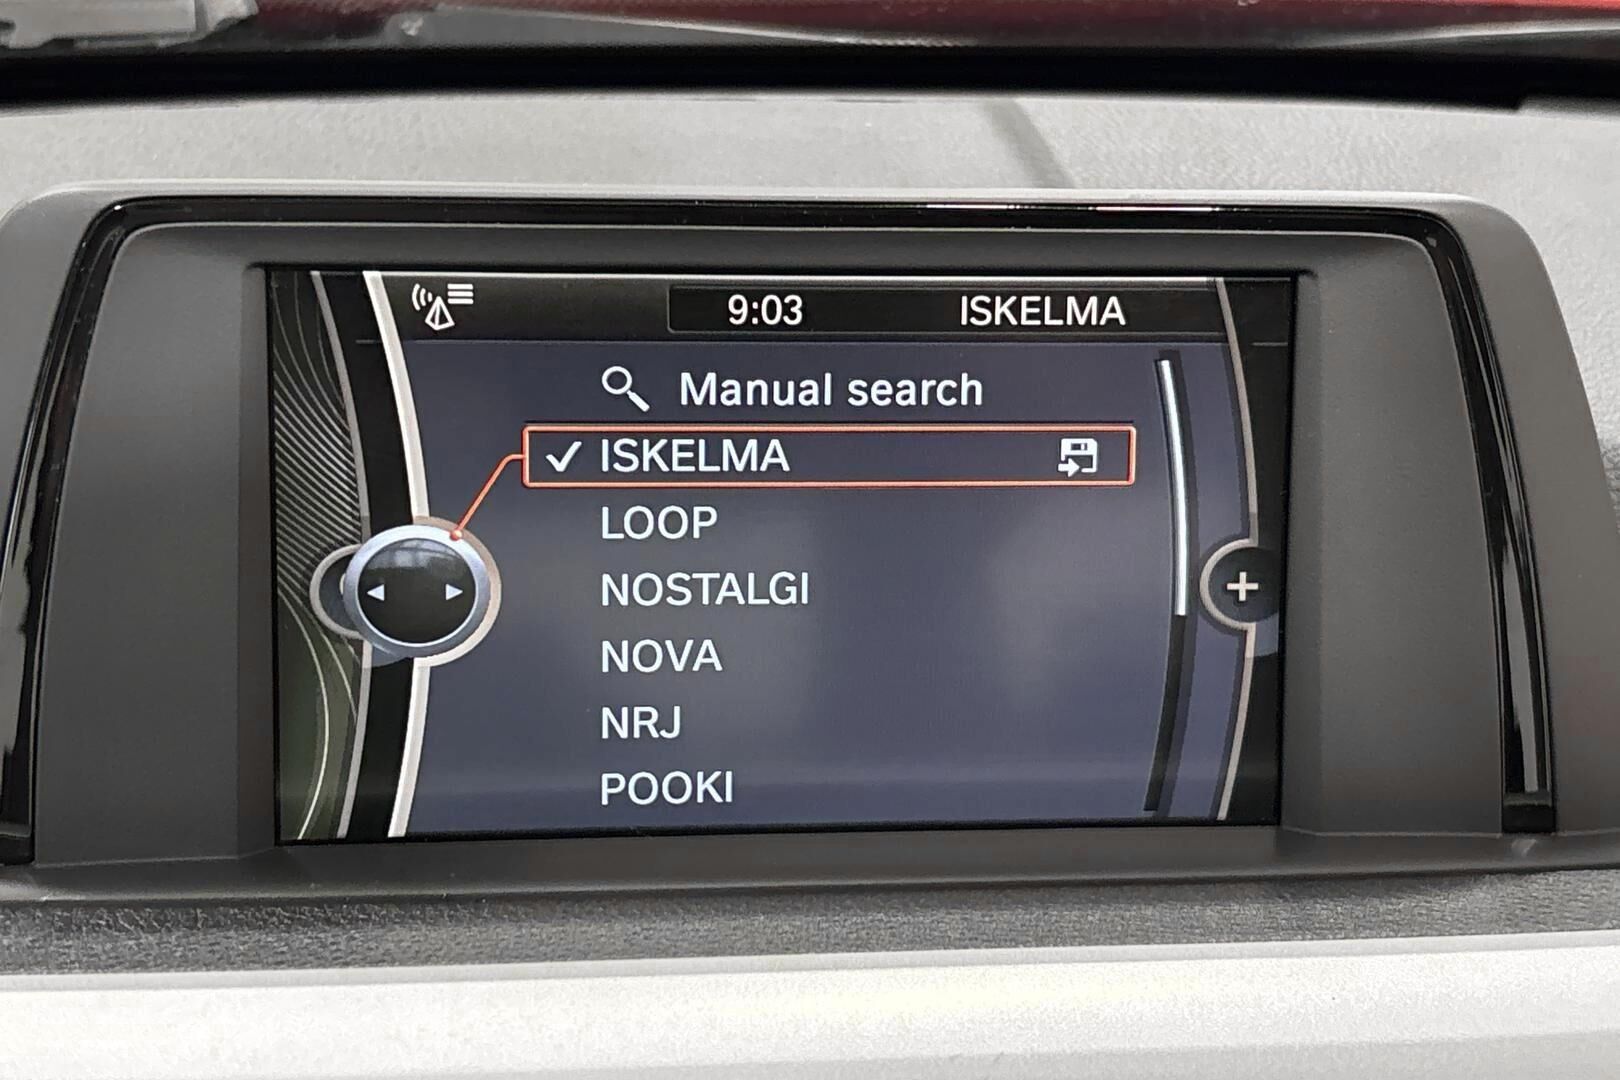 9:03 ISKELMA
Manual search
ISKELMA
LOOP
NOSTALGI
NOVA
NRJ
POOKI